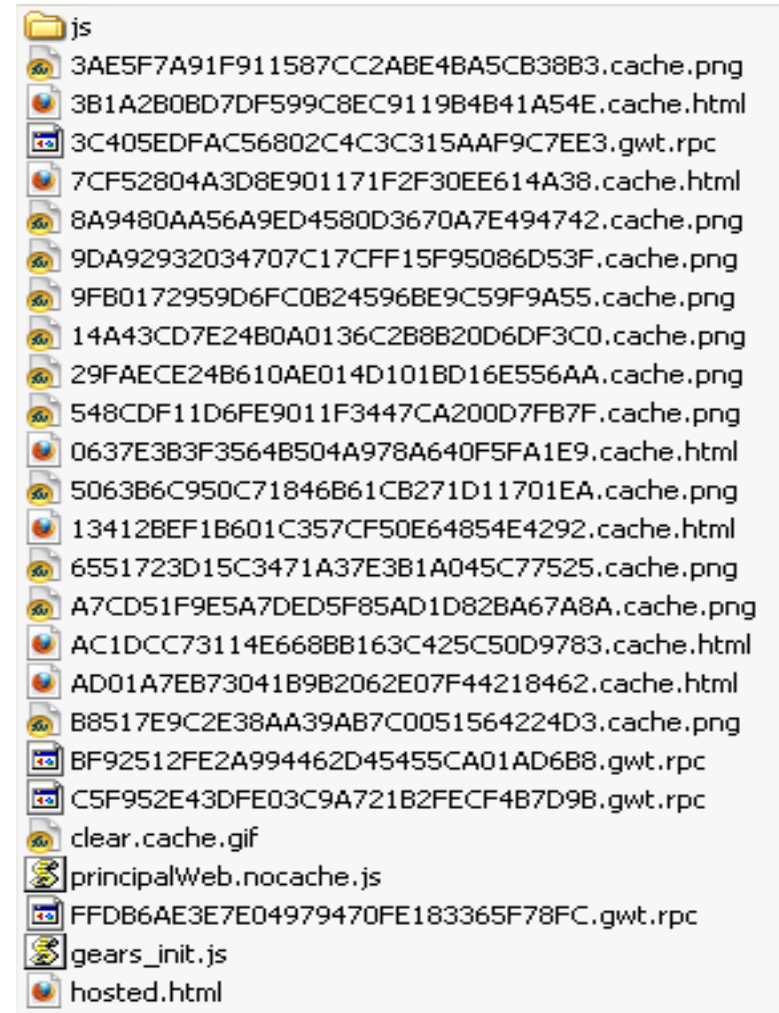 js
3AE5F7A91F911587CC2ABE4BA5CB38B3.cache.png
3B1A2B0BD7DF599C8EC9119B4B41A54E.cache.html
3C405EDFAC56802C4C3C315AAF9C7EE3.gwt.rpc
7CF52804A3D8E901171F2F30EE614A38.cache.html
8A9480AA56A9ED4580D3670A7E494742.cache.png
9DA92932034707C17CFF15F95086D53F.cache.png
9FB0172959D6FC0B24596BE9C59F9A55.cache.png
14A43CD7E24B0A0136C2B8B20D6DF3C0.cache.png
29FAECE24B610AE014D101BD16E556AA.cache.png
548CDF11D6FE9011F3447CA200D7FB7F.cache.png
0637E3B3F3564B504A978A640F5FA1E9.cache.html
5063B6C950C71846B61CB271D11701EA.cache.png
13412BEF1B601C357CF50E64854E4292.cache.html
6551723D15C3471A37E3B1A045C77525.cache.png
A7CD51F9E5A7DED5F85AD1D82BA67A8A.cache.png
AC1DCC73114E668BB163C425C50D9783.cache.html
AD01A7EB73041B9B2062E07F44218462.cache.html
B8517E9C2E38AA39AB7C0051564224D3.cache.png
BF92512FE2A994462D45455CA01AD6B8.gwt.rpc
C5F952E43DFE03C9A721B2FECF4B7D9B.gwt.rpc
clear.cache.gif
principalWeb.nocache.js
FFDB6AE3E7E04979470FE183365F78FC.gwt.rpc
gears_init.js
hosted.html